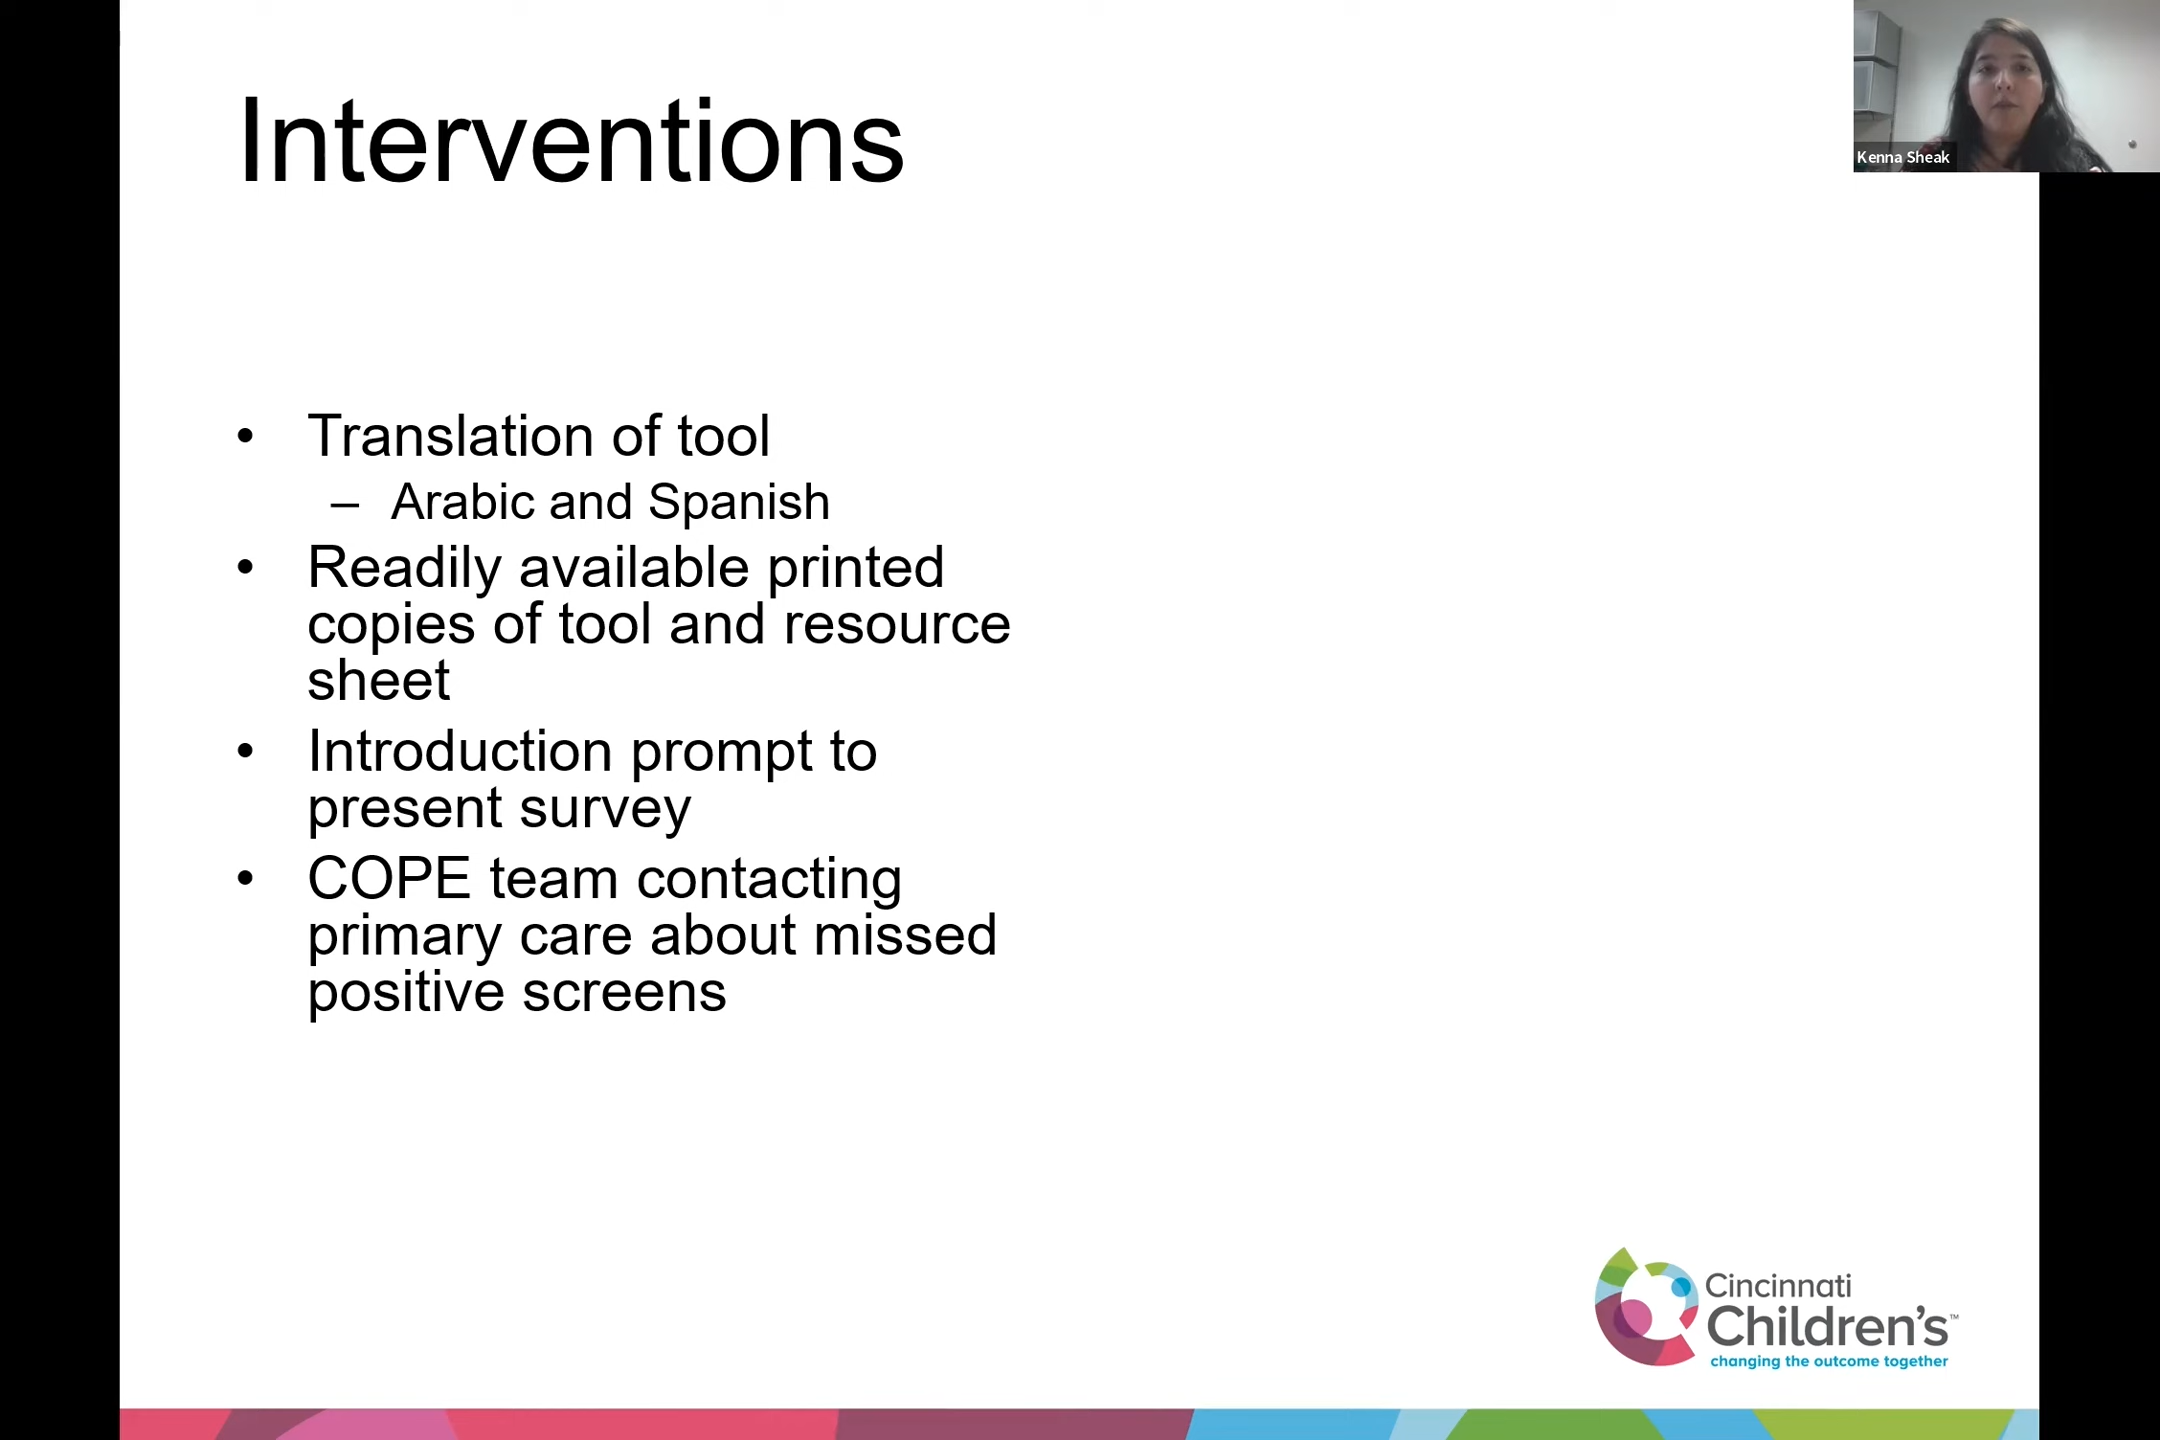 Interventions
Kenna Sheak
• Translation of tool
– Arabic and Spanish
• Readily available printed
copies of tool and resource
sheet
• Introduction prompt to
present survey
• COPE team contacting
primary care about missed
positive screens
Cincinnati
Children's™
changing the outcome together